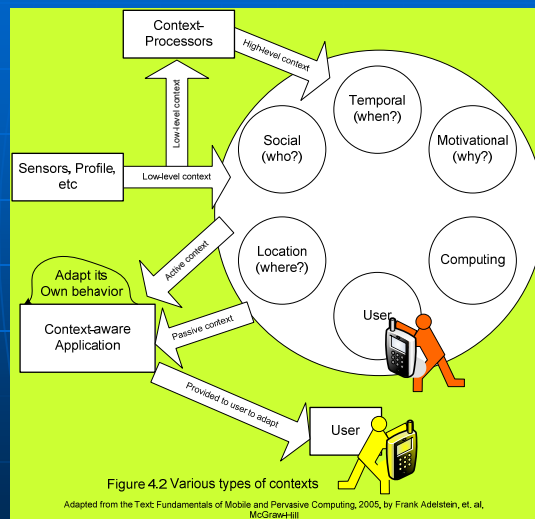 Context-
Processors
High-level context
Low-level context
Temporal
(when?)
Social
(who?)
Motivational
(why?)
Sensors, Profile,
etc
Low-level context
Active context
Location
(where?)
Computing
Adapt its
Own behavior
Context-aware
Application
Passive context
User
Provided to user to adapt
User
Figure 4.2 Various types of contexts
Adapted from the Text: Fundamentals of Mobile and Pervasive Computing, 2005, by Frank Adelstein, et. al,
McGraw-Hill